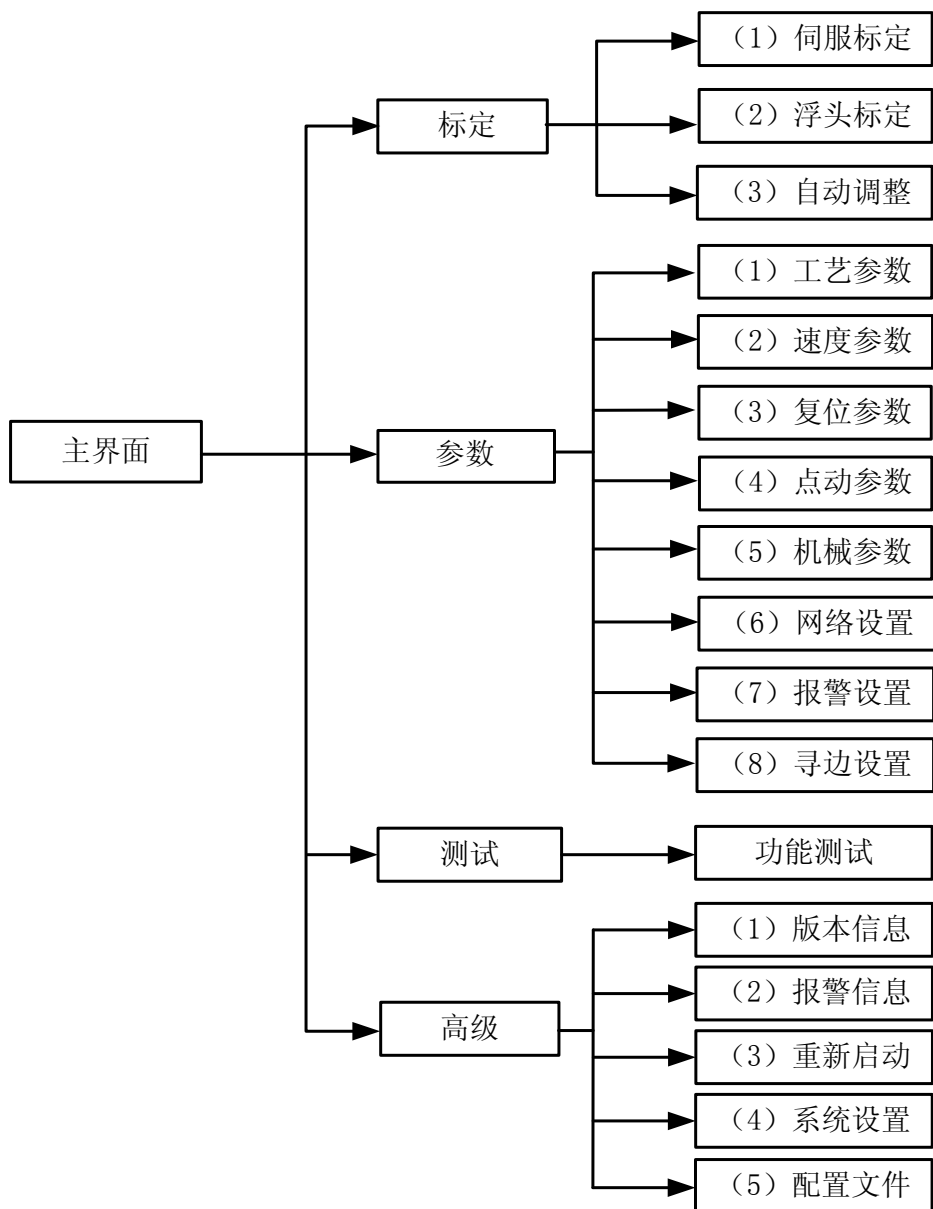 主界面
标定
（1）伺服标定
（2）浮头标定
（3）自动调整
参数
（1）工艺参数
（2）速度参数
（3）复位参数
（4）点动参数
（5）机械参数
（6）网络设置
（7）报警设置
（8）寻边设置
测试
功能测试
高级
（1）版本信息
（2）报警信息
（3）重新启动
（4）系统设置
（5）配置文件